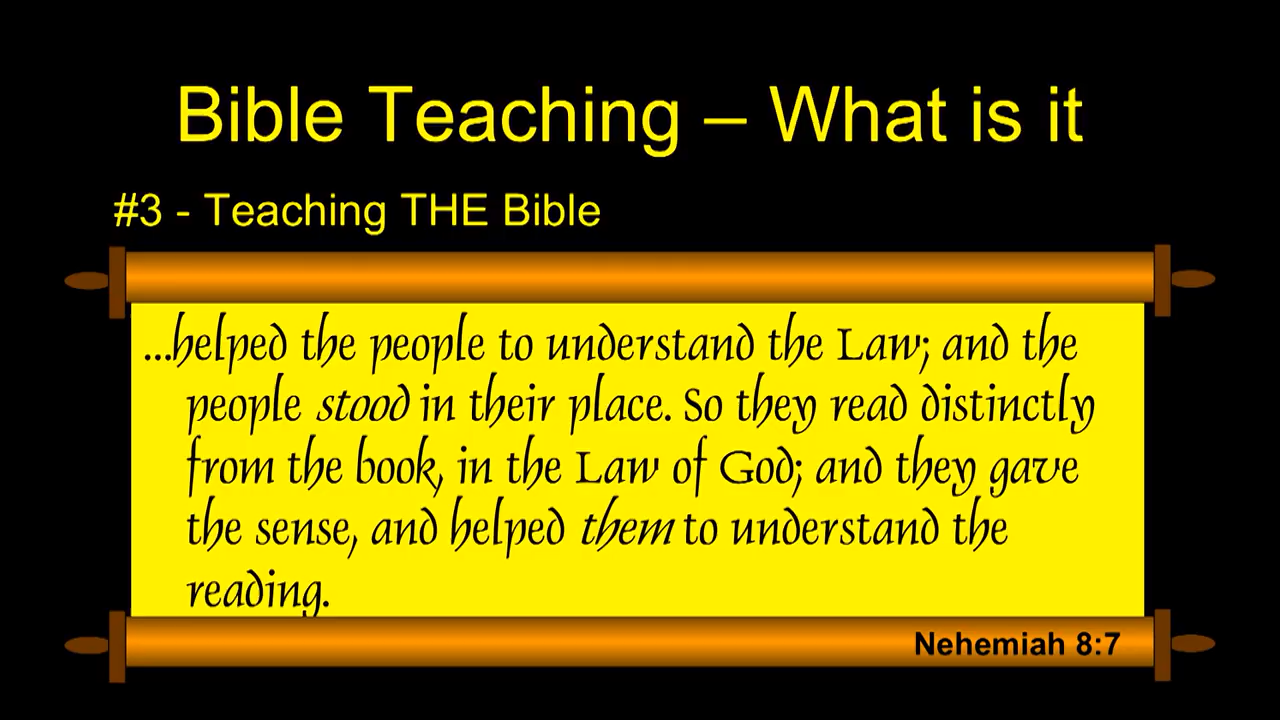 Bible Teaching – What is it
#3 - Teaching THE Bible
...helped the people to understand the Law; and the
people stood in their place. So they read distinctly
from the book, in the Law of God; and they gave
the sense, and helped them to understand the
reading.
Nehemiah 8:7